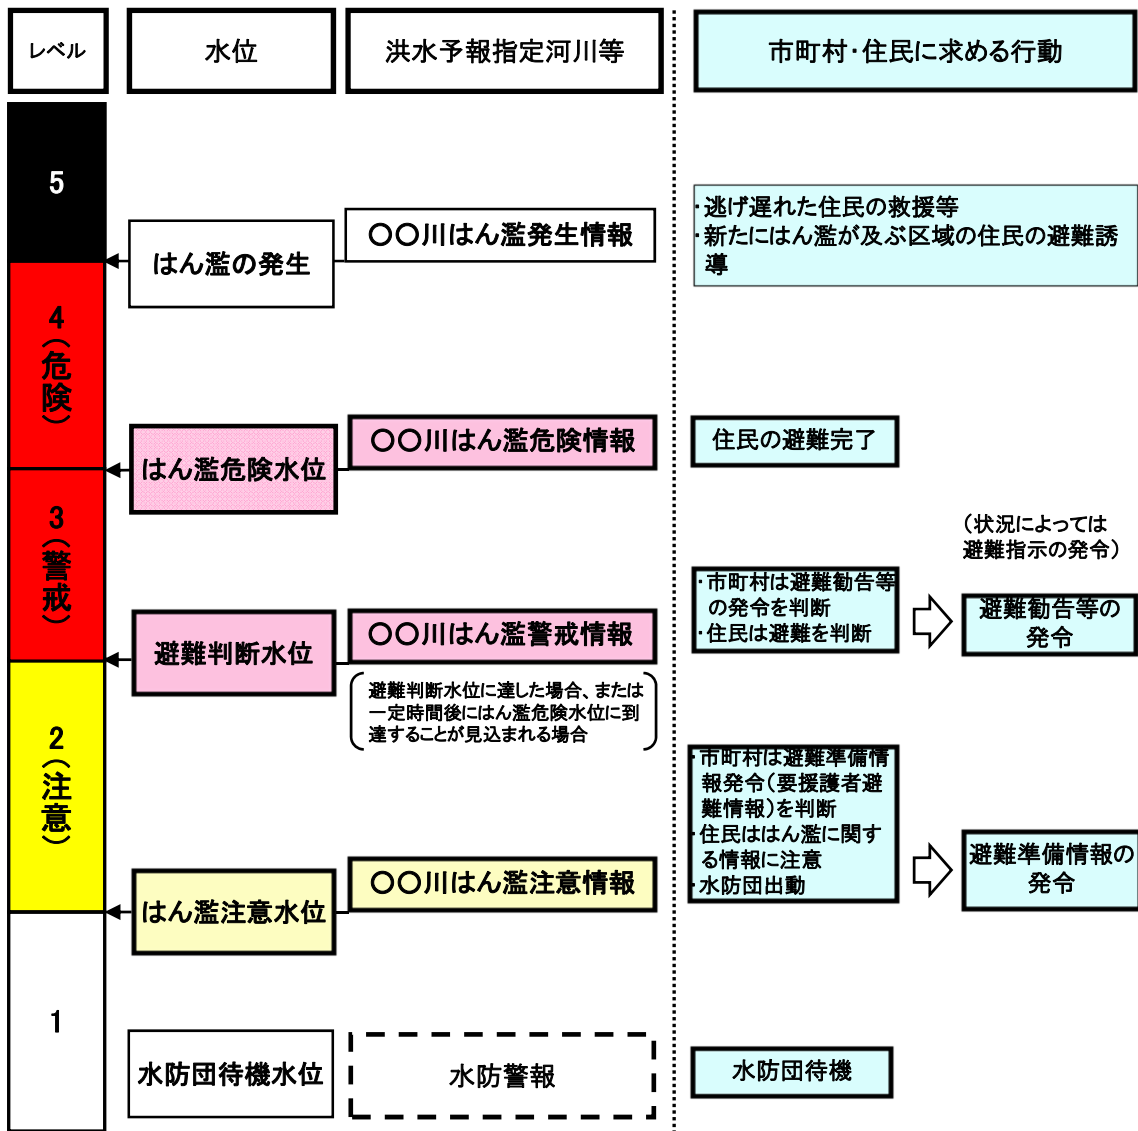 レベル
水位
洪水予報指定河川等
市町村・住民に求める行動
5
はん濫の発生
〇〇川はん濫発生情報
・逃げ遅れた住民の救援等
・新たにはん濫が及ぶ区域の住民の避難誘
導
4(危険)
はん濫危険水位
〇〇川はん濫危険情報
住民の避難完了
3(警戒)
避難判断水位
〇〇川はん濫警戒情報
避難判断水位に達した場合、または
一定時間後にはん濫危険水位に到
達することが見込まれる場合
・市町村は避難勧告等
の発令を判断
・住民は避難を判断
(状況によっては
避難指示の発令)
避難勧告等の
発令
2(注意)
はん濫注意水位
〇〇川はん濫注意情報
・市町村は避難準備情
報発令(要援護者避
難情報)を判断
・住民ははん濫に関す
る情報に注意
・水防団出動
避難準備情報の
発令
1
水防団待機水位
水防警報
水防団待機